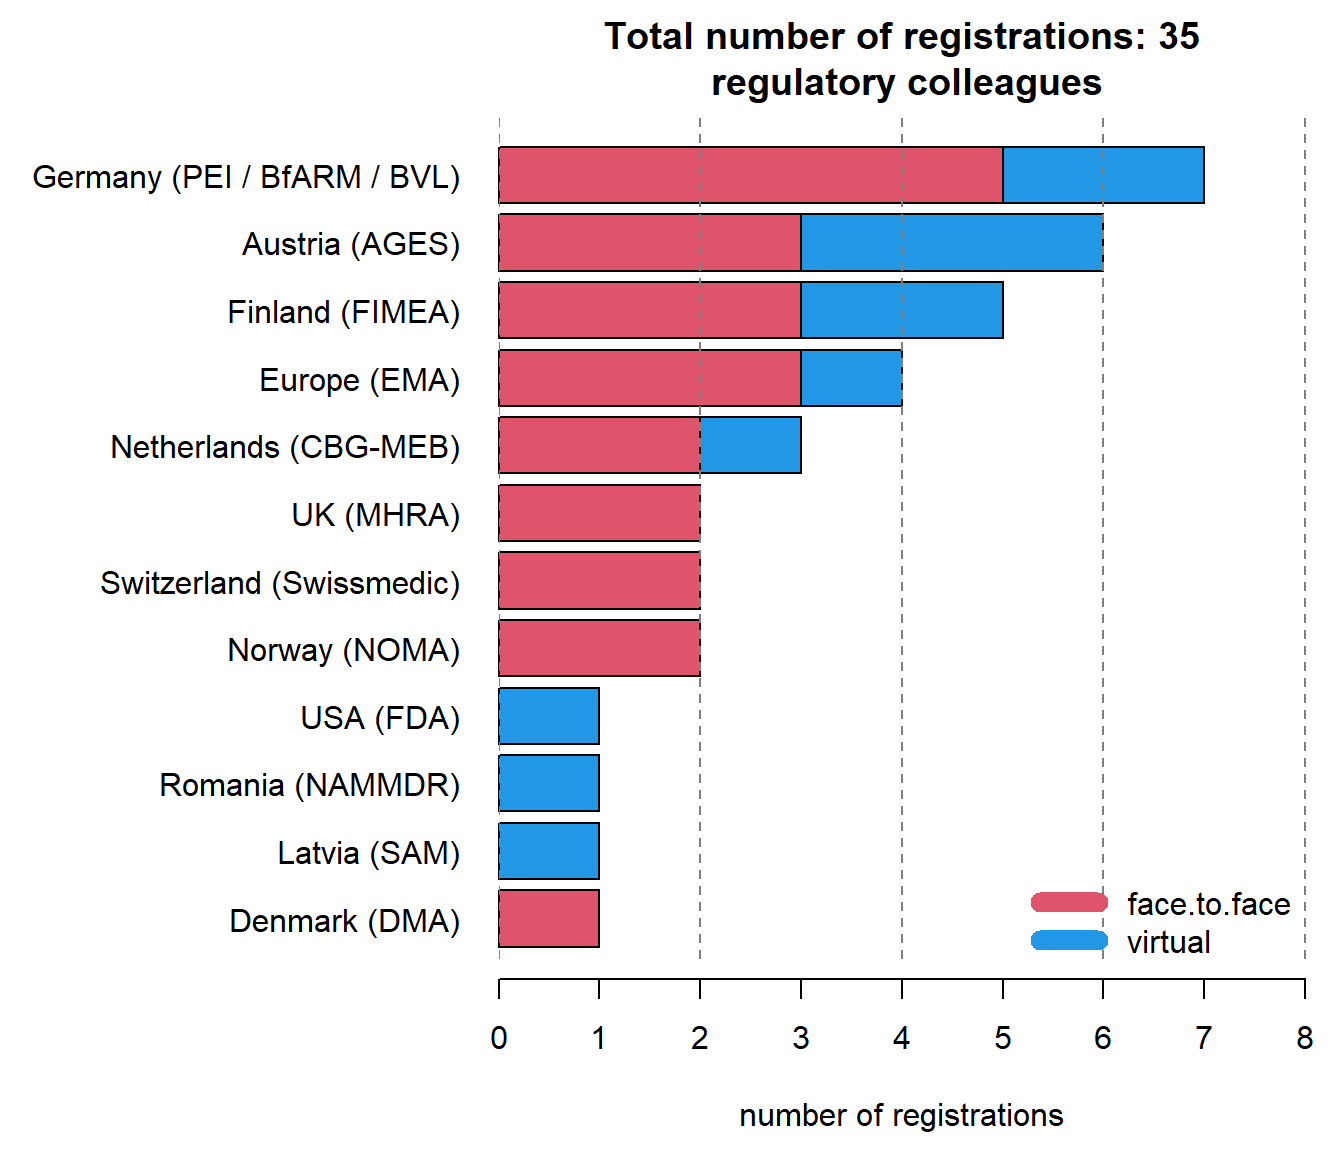 Total number of registrations: 35
regulatory colleagues
Germany (PEI / BfARM / BVL)
Austria (AGES)
Finland (FIMEA)
Europe (EMA)
Netherlands (CBG-MEB)
UK (MHRA)
Switzerland (Swissmedic)
Norway (NOMA)
USA (FDA)
Romania (NAMMDR)
Latvia (SAM)
Denmark (DMA)
face.to.face
virtual
0 1 2 3 4 5 6 7 8
number of registrations